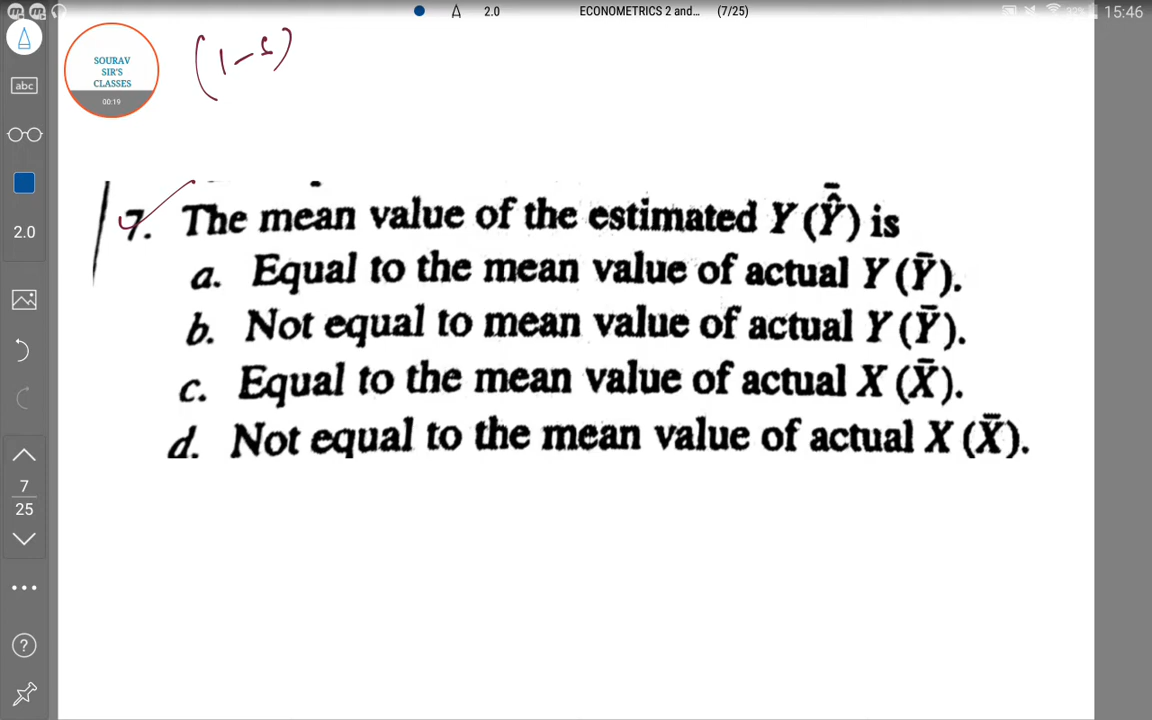 2.0
ECONOMETRICS 2 and... (7/25)
32%
15:46
SOURAV
SIR'S
CLASSES
00:19
(1-s)
abc
2.0
7
25
7. The mean value of the estimated Y (Ŷ̄) is
a. Equal to the mean value of actual Y (Ȳ).
b. Not equal to mean value of actual Y (Ȳ).
c. Equal to the mean value of actual X (X̄).
d. Not equal to the mean value of actual X (X̄).